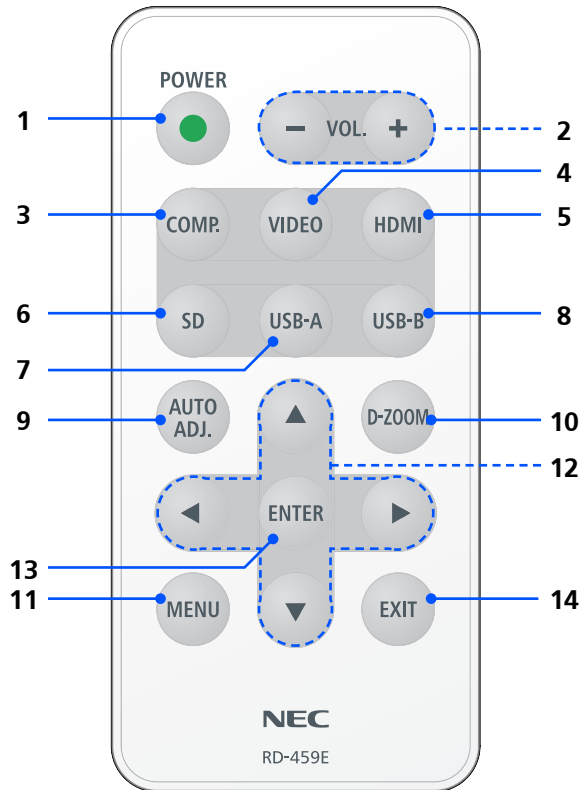 POWER
1
− VOL. +
2
4
3
COMP.
VIDEO
HDMI
5
6
SD
USB-A
USB-B
8
7
9
AUTO
ADJ.
D-ZOOM
10
12
ENTER
13
11
MENU
EXIT
14
NEC
RD-459E